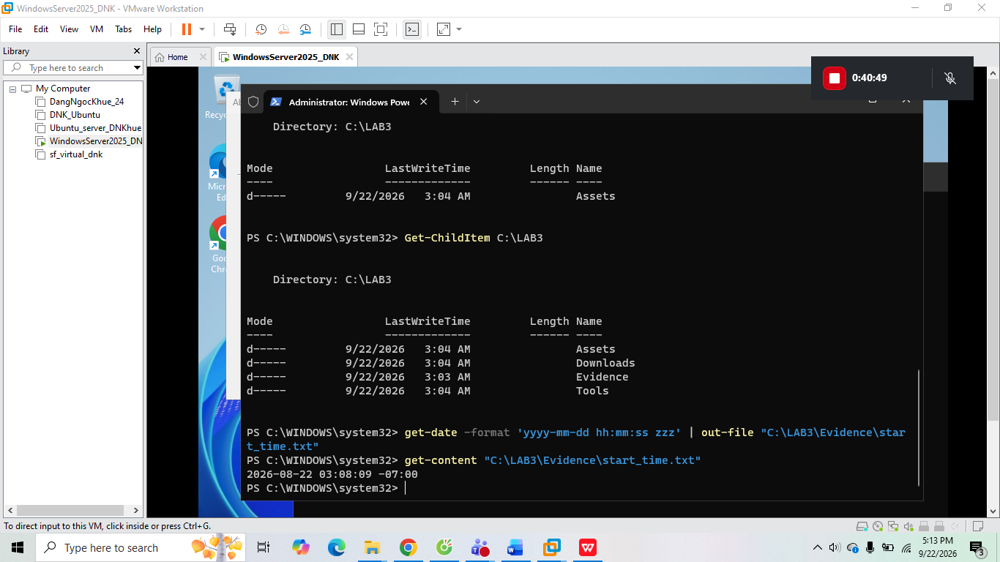 WindowsServer2025_DNK - VMware Workstation
File Edit View VM Tabs Help
Library
Type here to search
My Computer
DangNgocKhue_24
DNK_Ubuntu
Ubuntu_server_DNKhue
WindowsServer2025_DN
sf_virtual_dnk
Home
WindowsServer2025_DNK
0:40:49
Recyc
Micr
Ed
Goo
Chr
Ab
Administrator: Windows Powe
Directory: C:\LAB3
Mode LastWriteTime Length Name
---- ------------- ------ ----
d----- 9/22/2026 3:04 AM Assets
PS C:\WINDOWS\system32> Get-ChildItem C:\LAB3
Directory: C:\LAB3
Mode LastWriteTime Length Name
---- ------------- ------ ----
d----- 9/22/2026 3:04 AM Assets
d----- 9/22/2026 3:04 AM Downloads
d----- 9/22/2026 3:03 AM Evidence
d----- 9/22/2026 3:04 AM Tools
PS C:\WINDOWS\system32> get-date -format 'yyyy-mm-dd hh:mm:ss zzz' | out-file "C:\LAB3\Evidence\star
t_time.txt"
PS C:\WINDOWS\system32> get-content "C:\LAB3\Evidence\start_time.txt"
2026-08-22 03:08:09 -07:00
PS C:\WINDOWS\system32>
To direct input to this VM, click inside or press Ctrl+G.
Type here to search
5:13 PM
9/22/2026
3